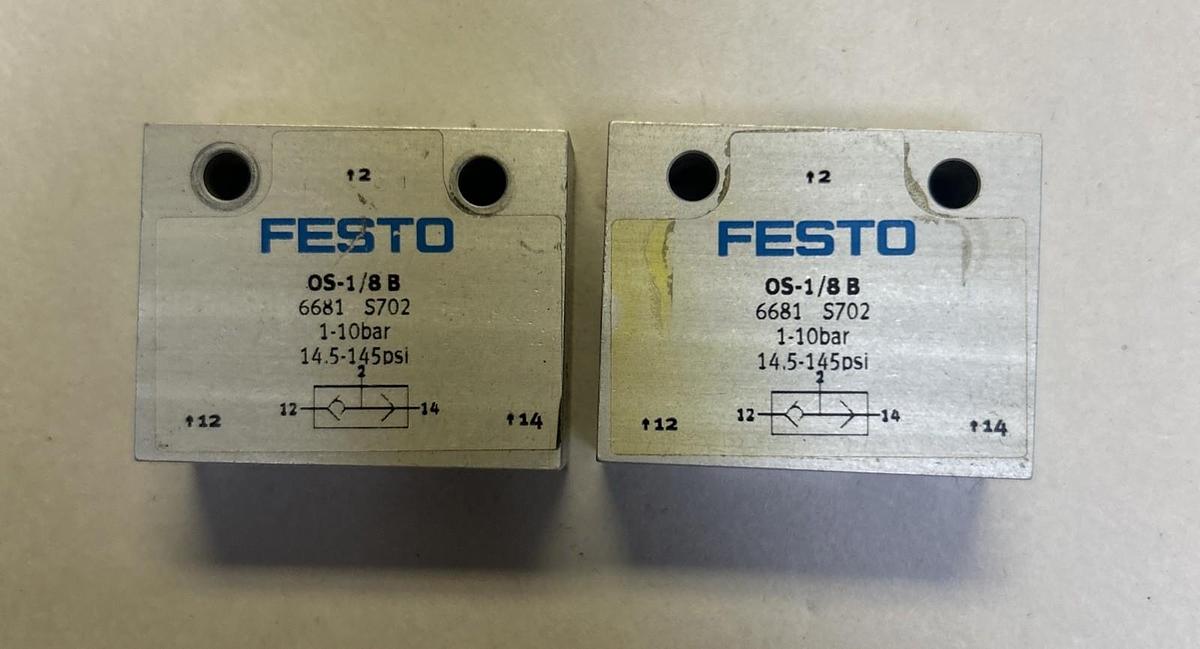 ↑2
FESTO
OS-1/8 B
6681 S702
1-10bar
14.5-145psi
2
12 14
↑12 ↑14
↑2
FESTO
OS-1/8 B
6681 S702
1-10bar
14.5-145psi
2
12 14
↑12 ↑14